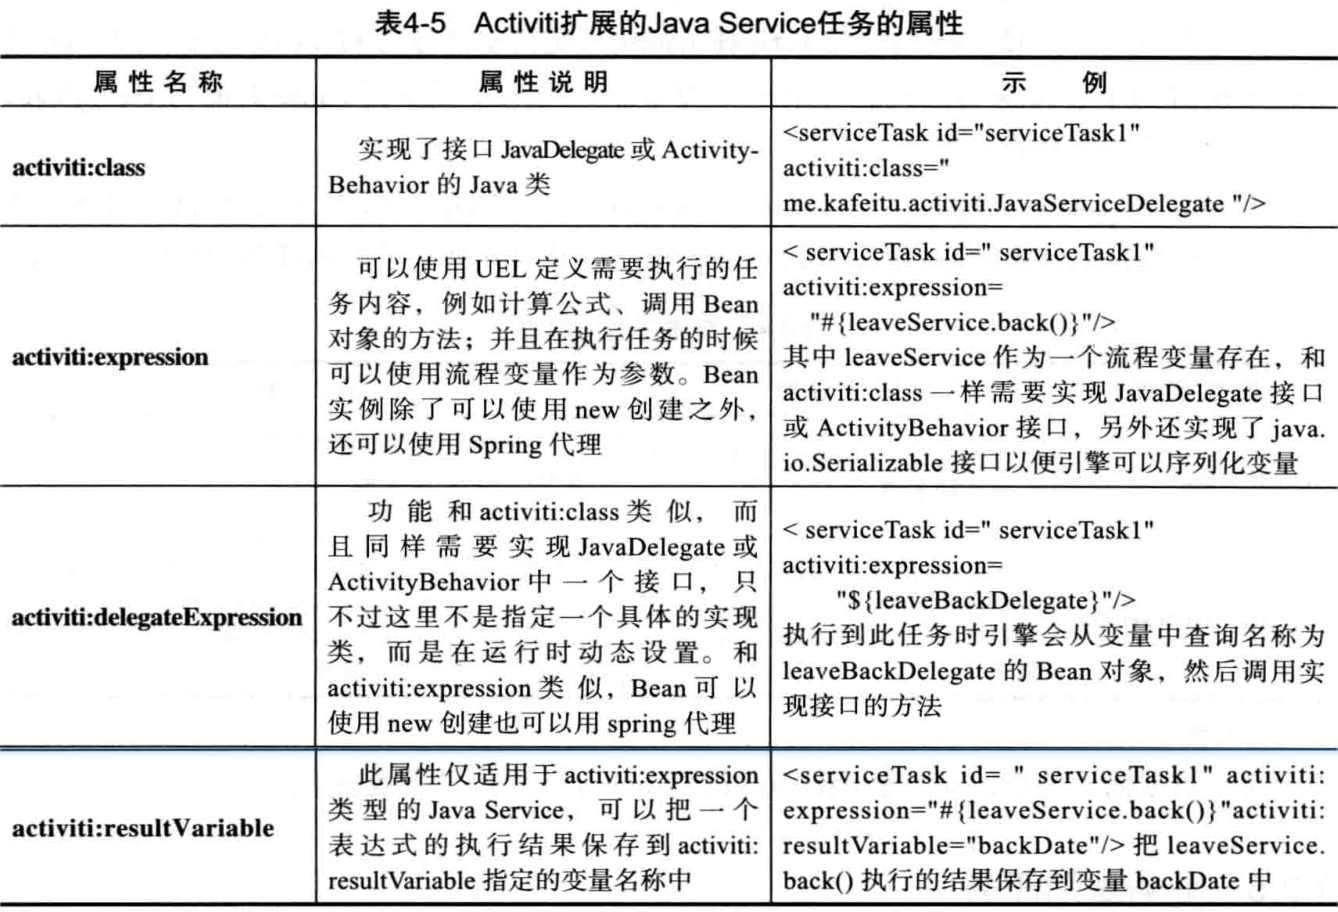 表4-5 Activiti扩展的Java Service任务的属性
属性名称
属性说明
示 例
activiti:class
实现了接口 JavaDelegate 或 Activity-
Behavior 的 Java 类
<serviceTask id="serviceTask1"
activiti:class="
me.kafeitu.activiti.JavaServiceDelegate "/>
activiti:expression
可以使用 UEL 定义需要执行的任
务内容，例如计算公式、调用 Bean
对象的方法；并且在执行任务的时候
可以使用流程变量作为参数。Bean
实例除了可以使用 new 创建之外，
还可以使用 Spring 代理
< serviceTask id=" serviceTask1"
activiti:expression=
"#{leaveService.back()}"/>
其中 leaveService 作为一个流程变量存在，和
activiti:class 一样需要实现 JavaDelegate 接口
或 ActivityBehavior 接口，另外还实现了 java.
io.Serializable 接口以便引擎可以序列化变量
activiti:delegateExpression
功能和 activiti:class 类似，而
且同样需要实现 JavaDelegate 或
ActivityBehavior 中一个接口，只
不过这里不是指定一个具体的实现
类，而是在运行时动态设置。和
activiti:expression 类似，Bean 可以
使用 new 创建也可以用 spring 代理
< serviceTask id=" serviceTask1"
activiti:expression=
"${leaveBackDelegate}"/>
执行到此任务时引擎会从变量中查询名称为
leaveBackDelegate 的 Bean 对象，然后调用实
现接口的方法
activiti:resultVariable
此属性仅适用于 activiti:expression
类型的 Java Service，可以把一个
表达式的执行结果保存到 activiti:
resultVariable 指定的变量名称中
<serviceTask id= " serviceTask1" activiti:
expression="#{leaveService.back()}"activiti:
resultVariable="backDate"/> 把 leaveService.
back() 执行的结果保存到变量 backDate 中